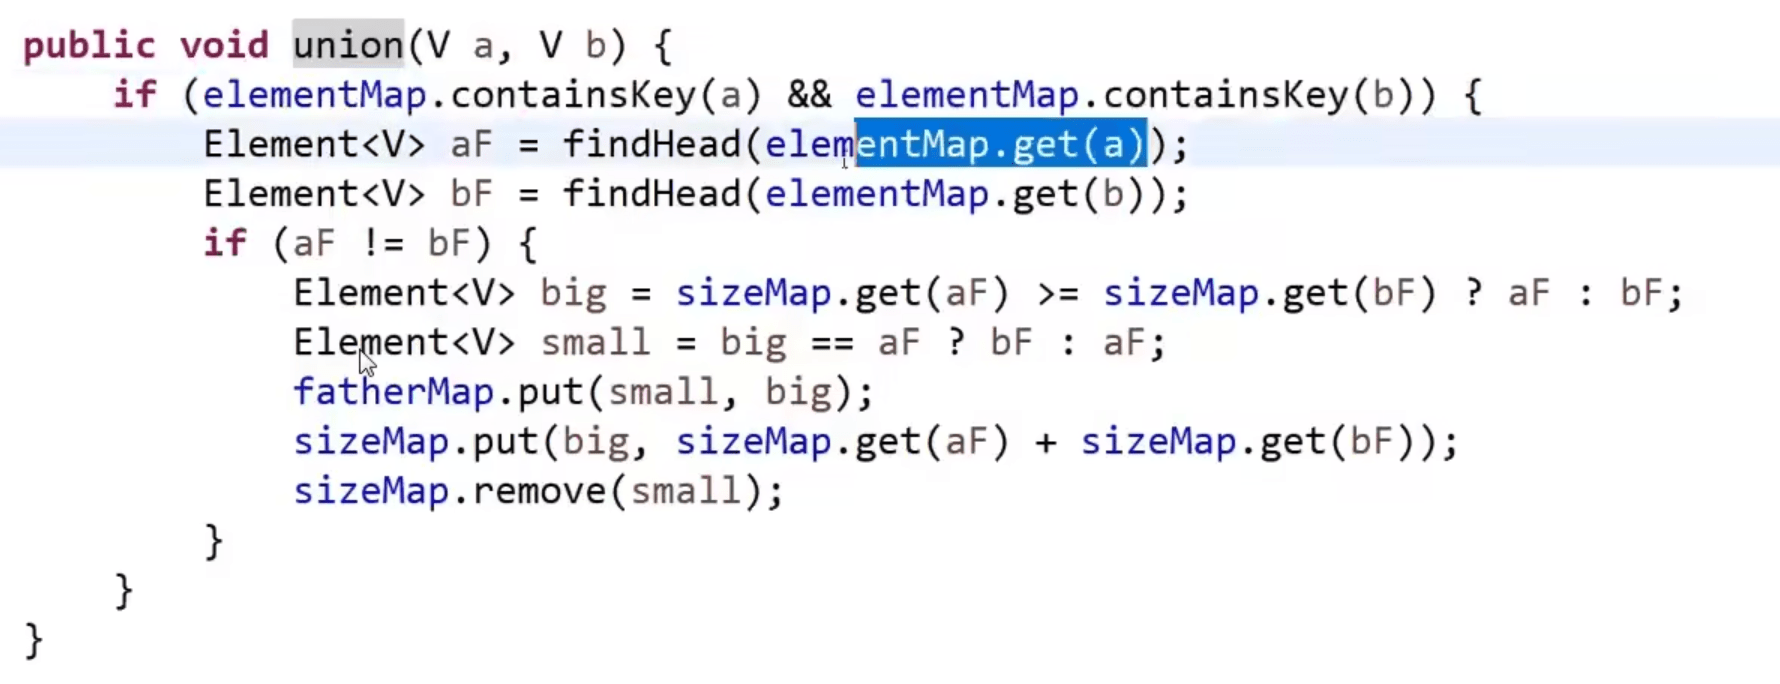 public void union(V a, V b) {
    if (elementMap.containsKey(a) && elementMap.containsKey(b)) {
        Element<V> aF = findHead(elementMap.get(a));
        Element<V> bF = findHead(elementMap.get(b));
        if (aF != bF) {
            Element<V> big = sizeMap.get(aF) >= sizeMap.get(bF) ? aF : bF;
            Element<V> small = big == aF ? bF : aF;
            fatherMap.put(small, big);
            sizeMap.put(big, sizeMap.get(aF) + sizeMap.get(bF));
            sizeMap.remove(small);
        }
    }
}